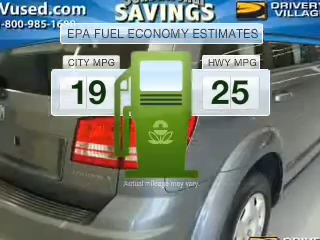 Vused.com
SAVINGS
DRIVER
VILLAGE
EPA FUEL ECONOMY ESTIMATES
CITY MPG
HWY MPG
19
25
Actual mileage may vary.